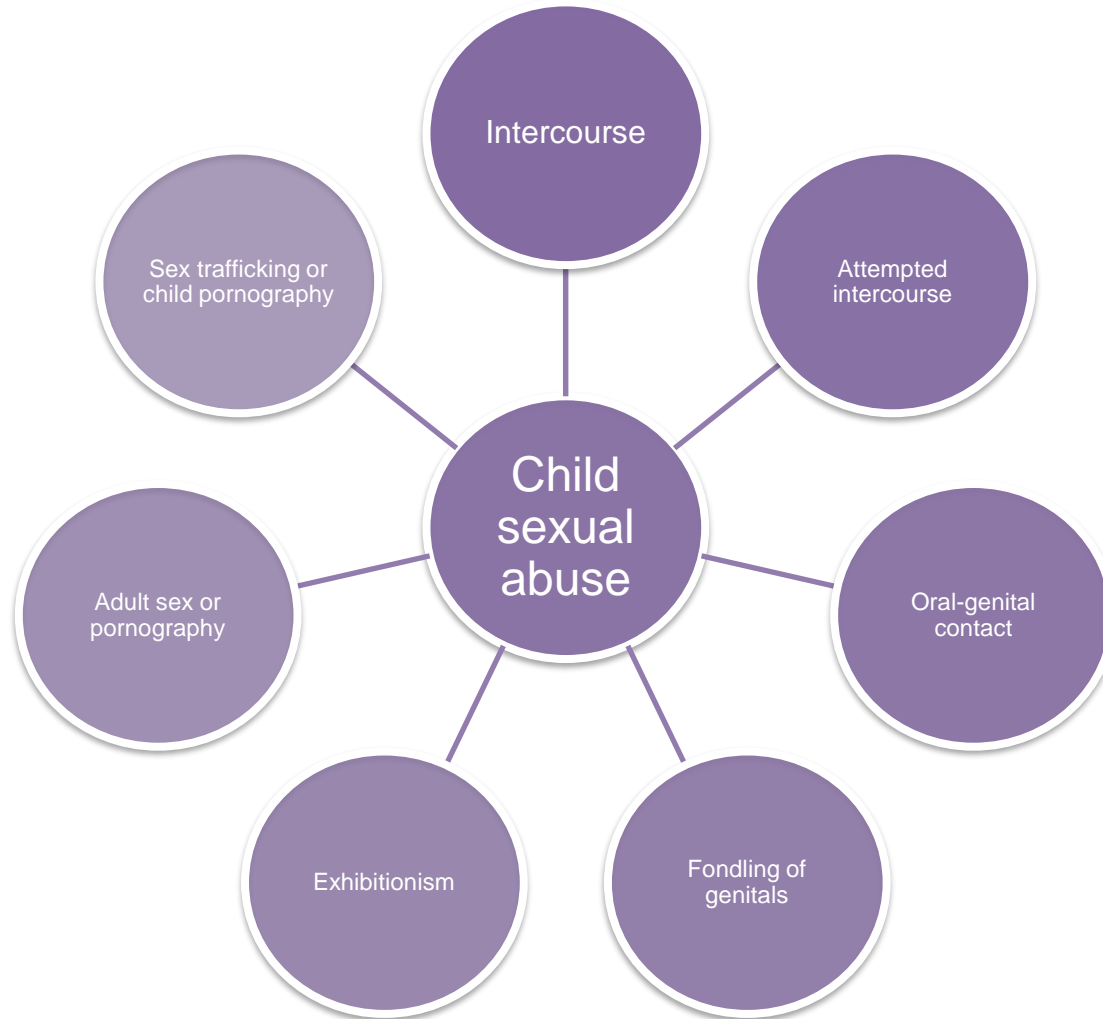 Intercourse
Attempted
intercourse
Oral-genital
contact
Fondling of
genitals
Exhibitionism
Adult sex or
pornography
Sex trafficking or
child pornography
Child
sexual
abuse